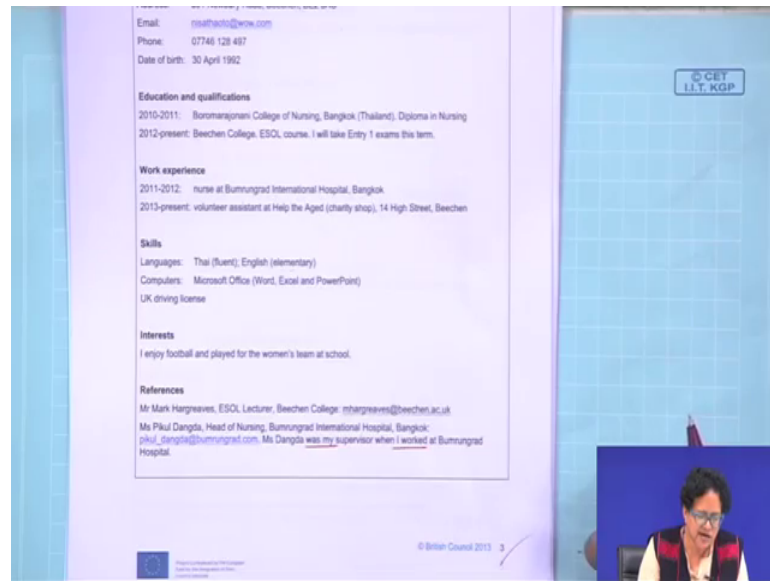 Email: nisathaoto@wow.com
Phone: 07746 128 497
Date of birth: 30 April 1992
Education and qualifications
2010-2011: Boromarajonani College of Nursing, Bangkok (Thailand). Diploma in Nursing
2012-present: Beechen College. ESOL course. I will take Entry 1 exams this term.
Work experience
2011-2012: nurse at Bumrungrad International Hospital, Bangkok
2013-present: volunteer assistant at Help the Aged (charity shop), 14 High Street, Beechen
Skills
Languages: Thai (fluent); English (elementary)
Computers: Microsoft Office (Word, Excel and PowerPoint)
UK driving license
Interests
I enjoy football and played for the women's team at school.
References
Mr Mark Hargreaves, ESOL Lecturer, Beechen College: mhargreaves@beechen.ac.uk
Ms Pikul Dangda, Head of Nursing, Bumrungrad International Hospital, Bangkok:
pikul_dangda@bumrungrad.com. Ms Dangda was my supervisor when I worked at Bumrungrad
Hospital.
© British Council 2013 3
© CET
I.I.T. KGP